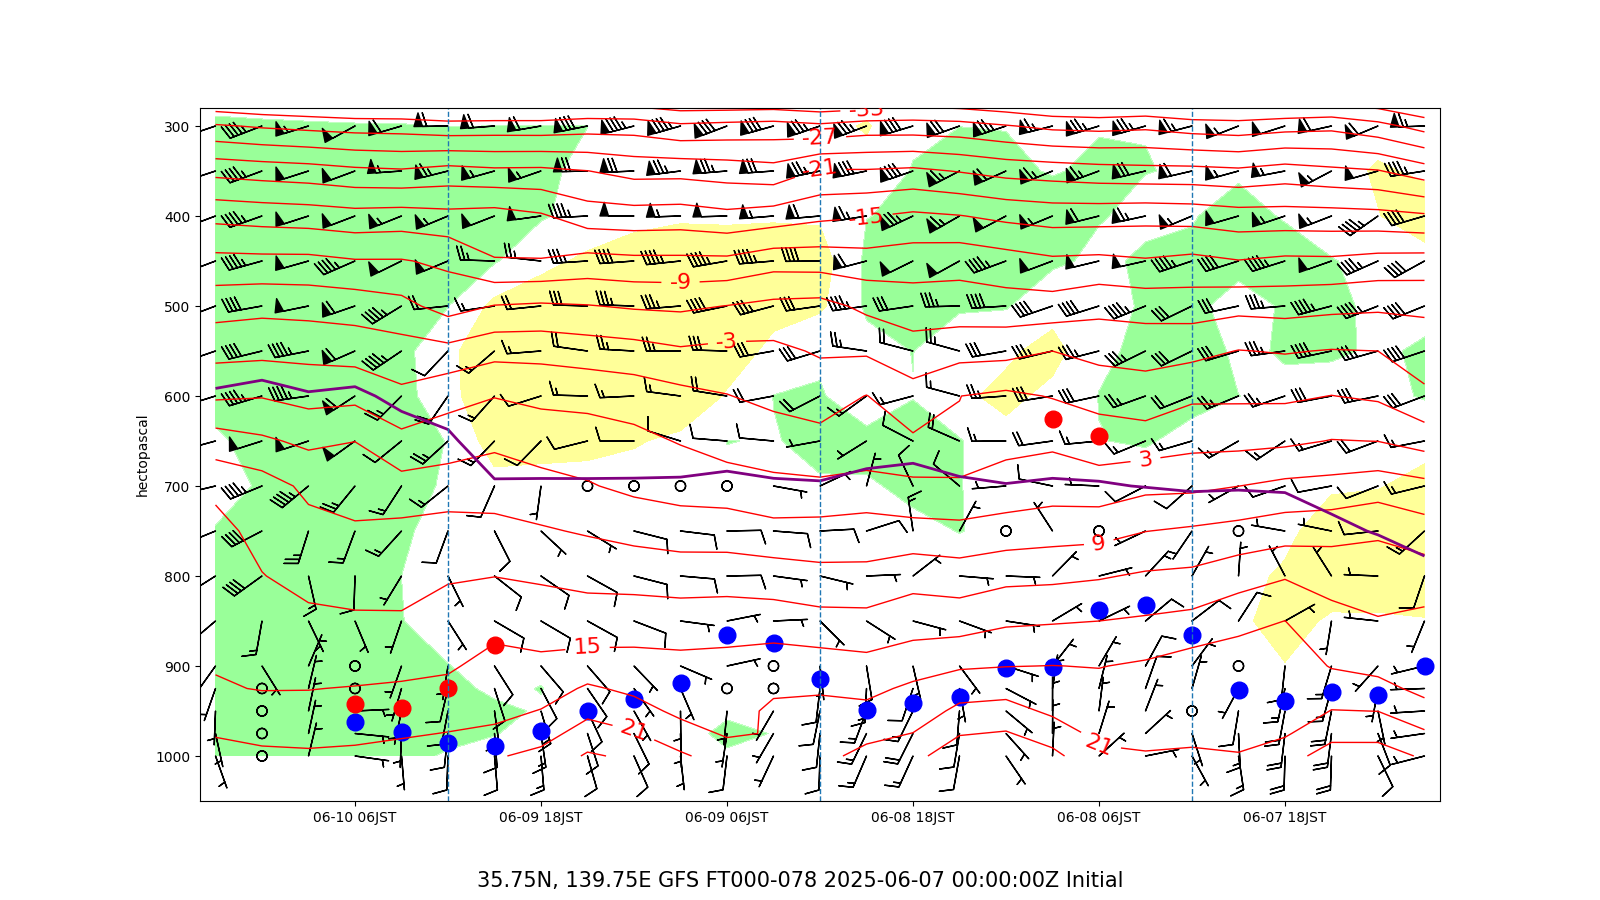 -33
300
-27
-21
400
-15
-9
500
-3
600
hectopascal
3
700
9
800
15
900
21
21
1000
06-10 06JST
06-09 18JST
06-09 06JST
06-08 18JST
06-08 06JST
06-07 18JST
35.75N, 139.75E GFS FT000-078 2025-06-07 00:00:00Z Initial